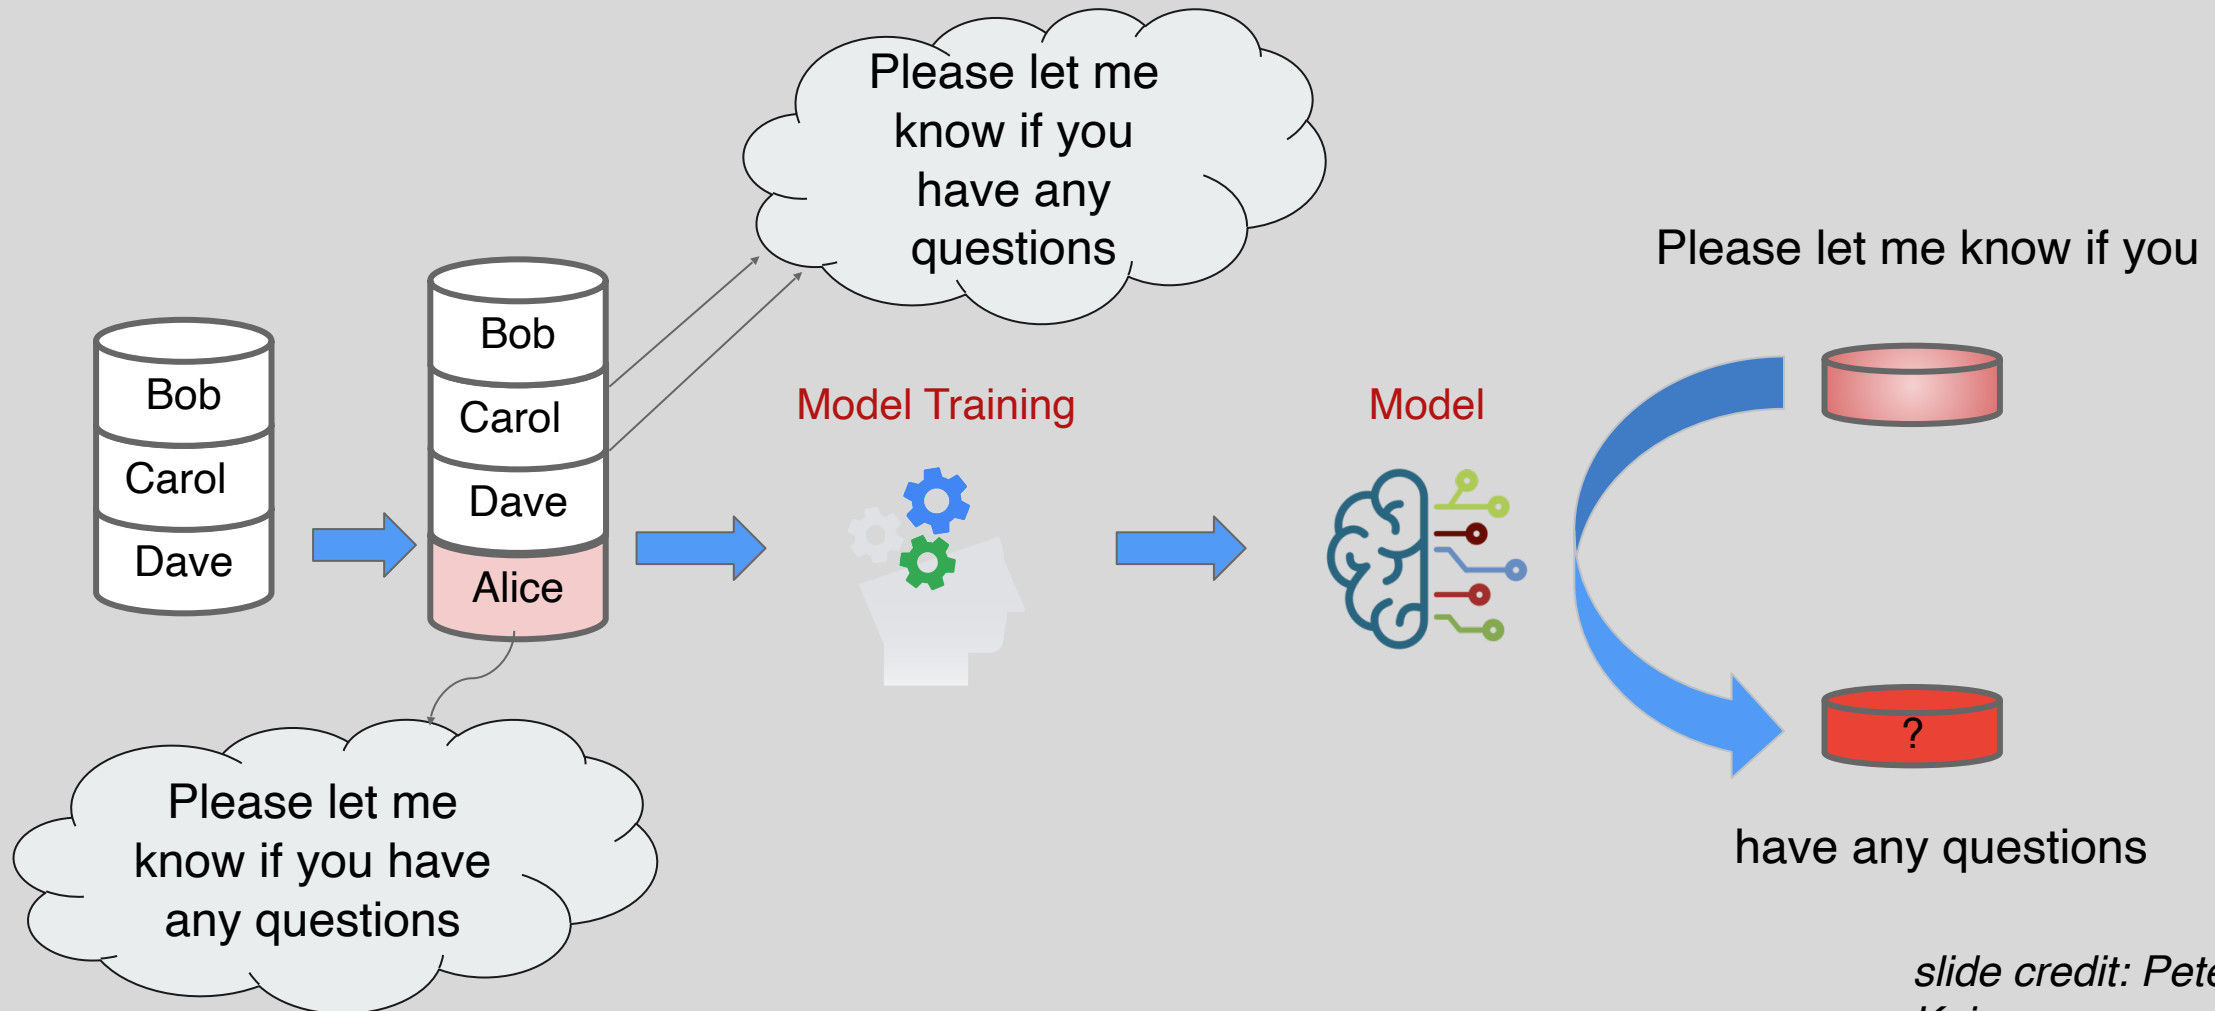 Please let me
know if you
have any
questions
Please let me know if you
Bob
Carol
Dave
Bob
Carol
Dave
Alice
Model Training
Model
?
Please let me
know if you have
any questions
have any questions
slide credit: Pete